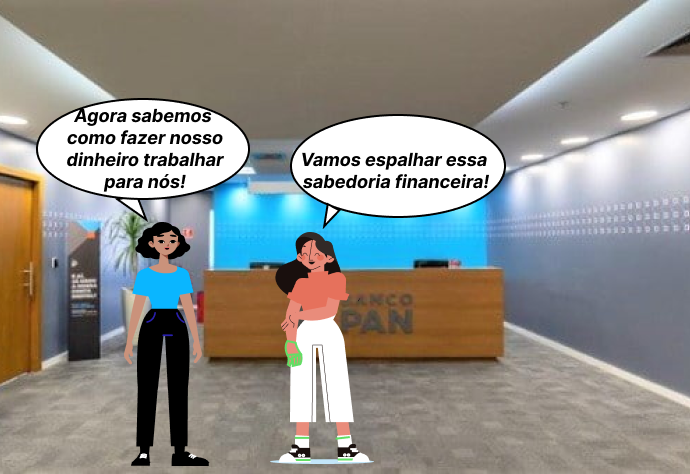 Agora sabemos
como fazer nosso
dinheiro trabalhar
para nós!
Vamos espalhar essa
sabedoria financeira!
BANCO
PAN